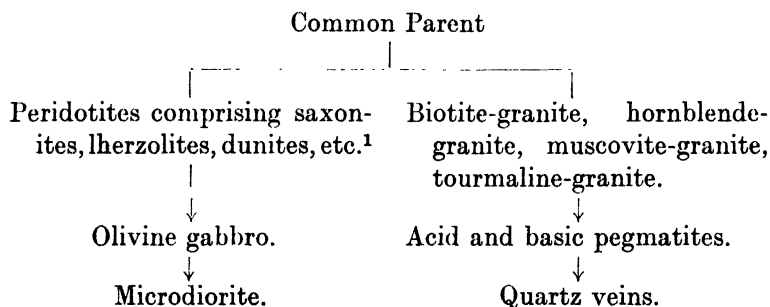 Common Parent
Peridotites comprising saxon-
ites, lherzolites, dunites, etc.¹
Olivine gabbro.
Microdiorite.
Biotite-granite, hornblende-
granite, muscovite-granite,
tourmaline-granite.
Acid and basic pegmatites.
Quartz veins.